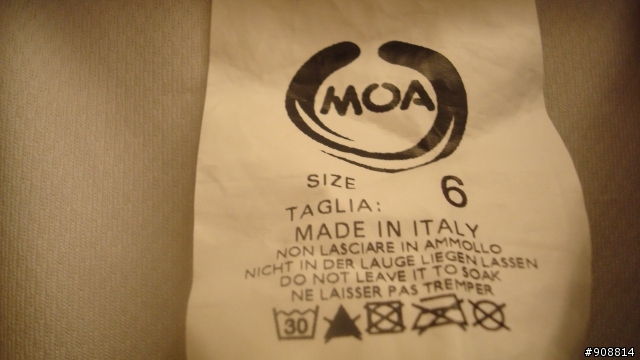 MOA
SIZE 6
TAGLIA:
MADE IN ITALY
NON LASCIARE IN AMMOLLO
NICHT IN DER LAUGE LIEGEN LASSEN
DO NOT LEAVE IT TO SOAK
NE LAISSER PAS TREMPER
30
#908814